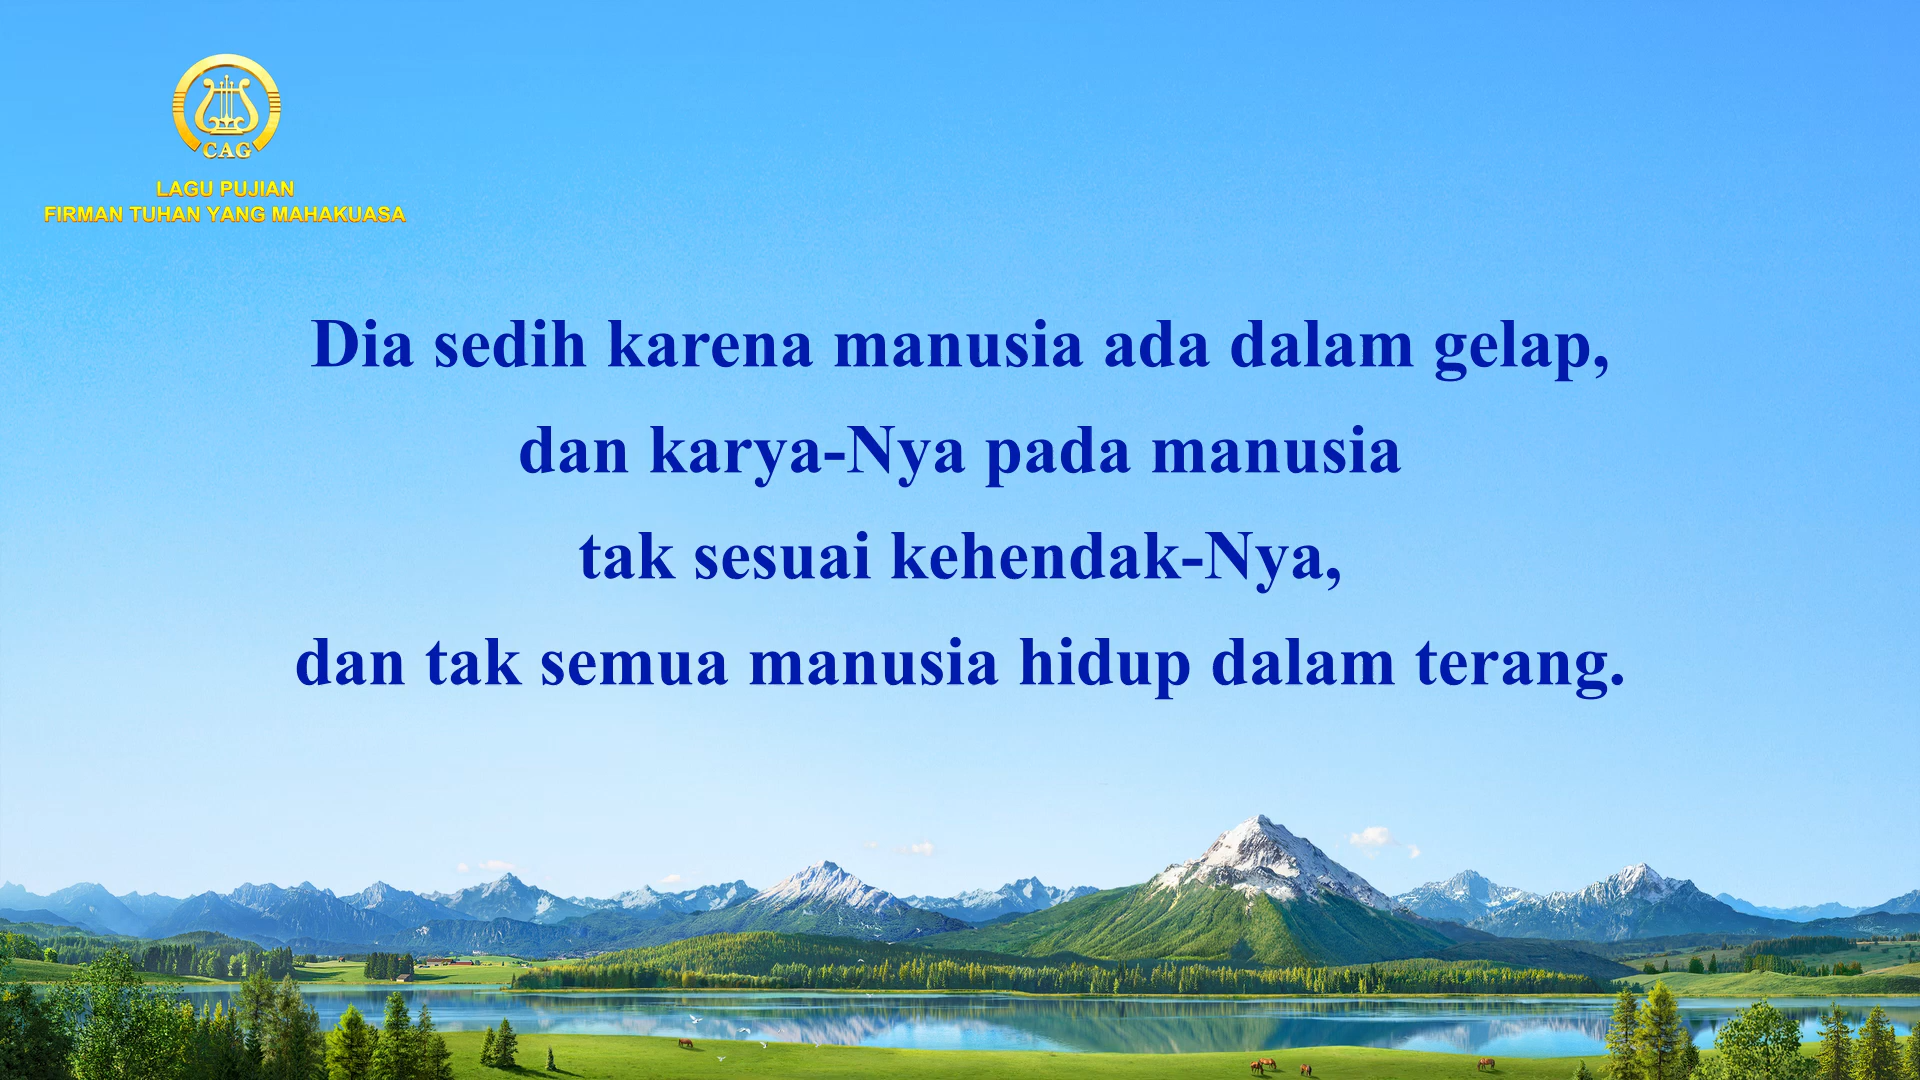 CAG
LAGU PUJIAN
FIRMAN TUHAN YANG MAHAKUASA
Dia sedih karena manusia ada dalam gelap,
dan karya-Nya pada manusia
tak sesuai kehendak-Nya,
dan tak semua manusia hidup dalam terang.